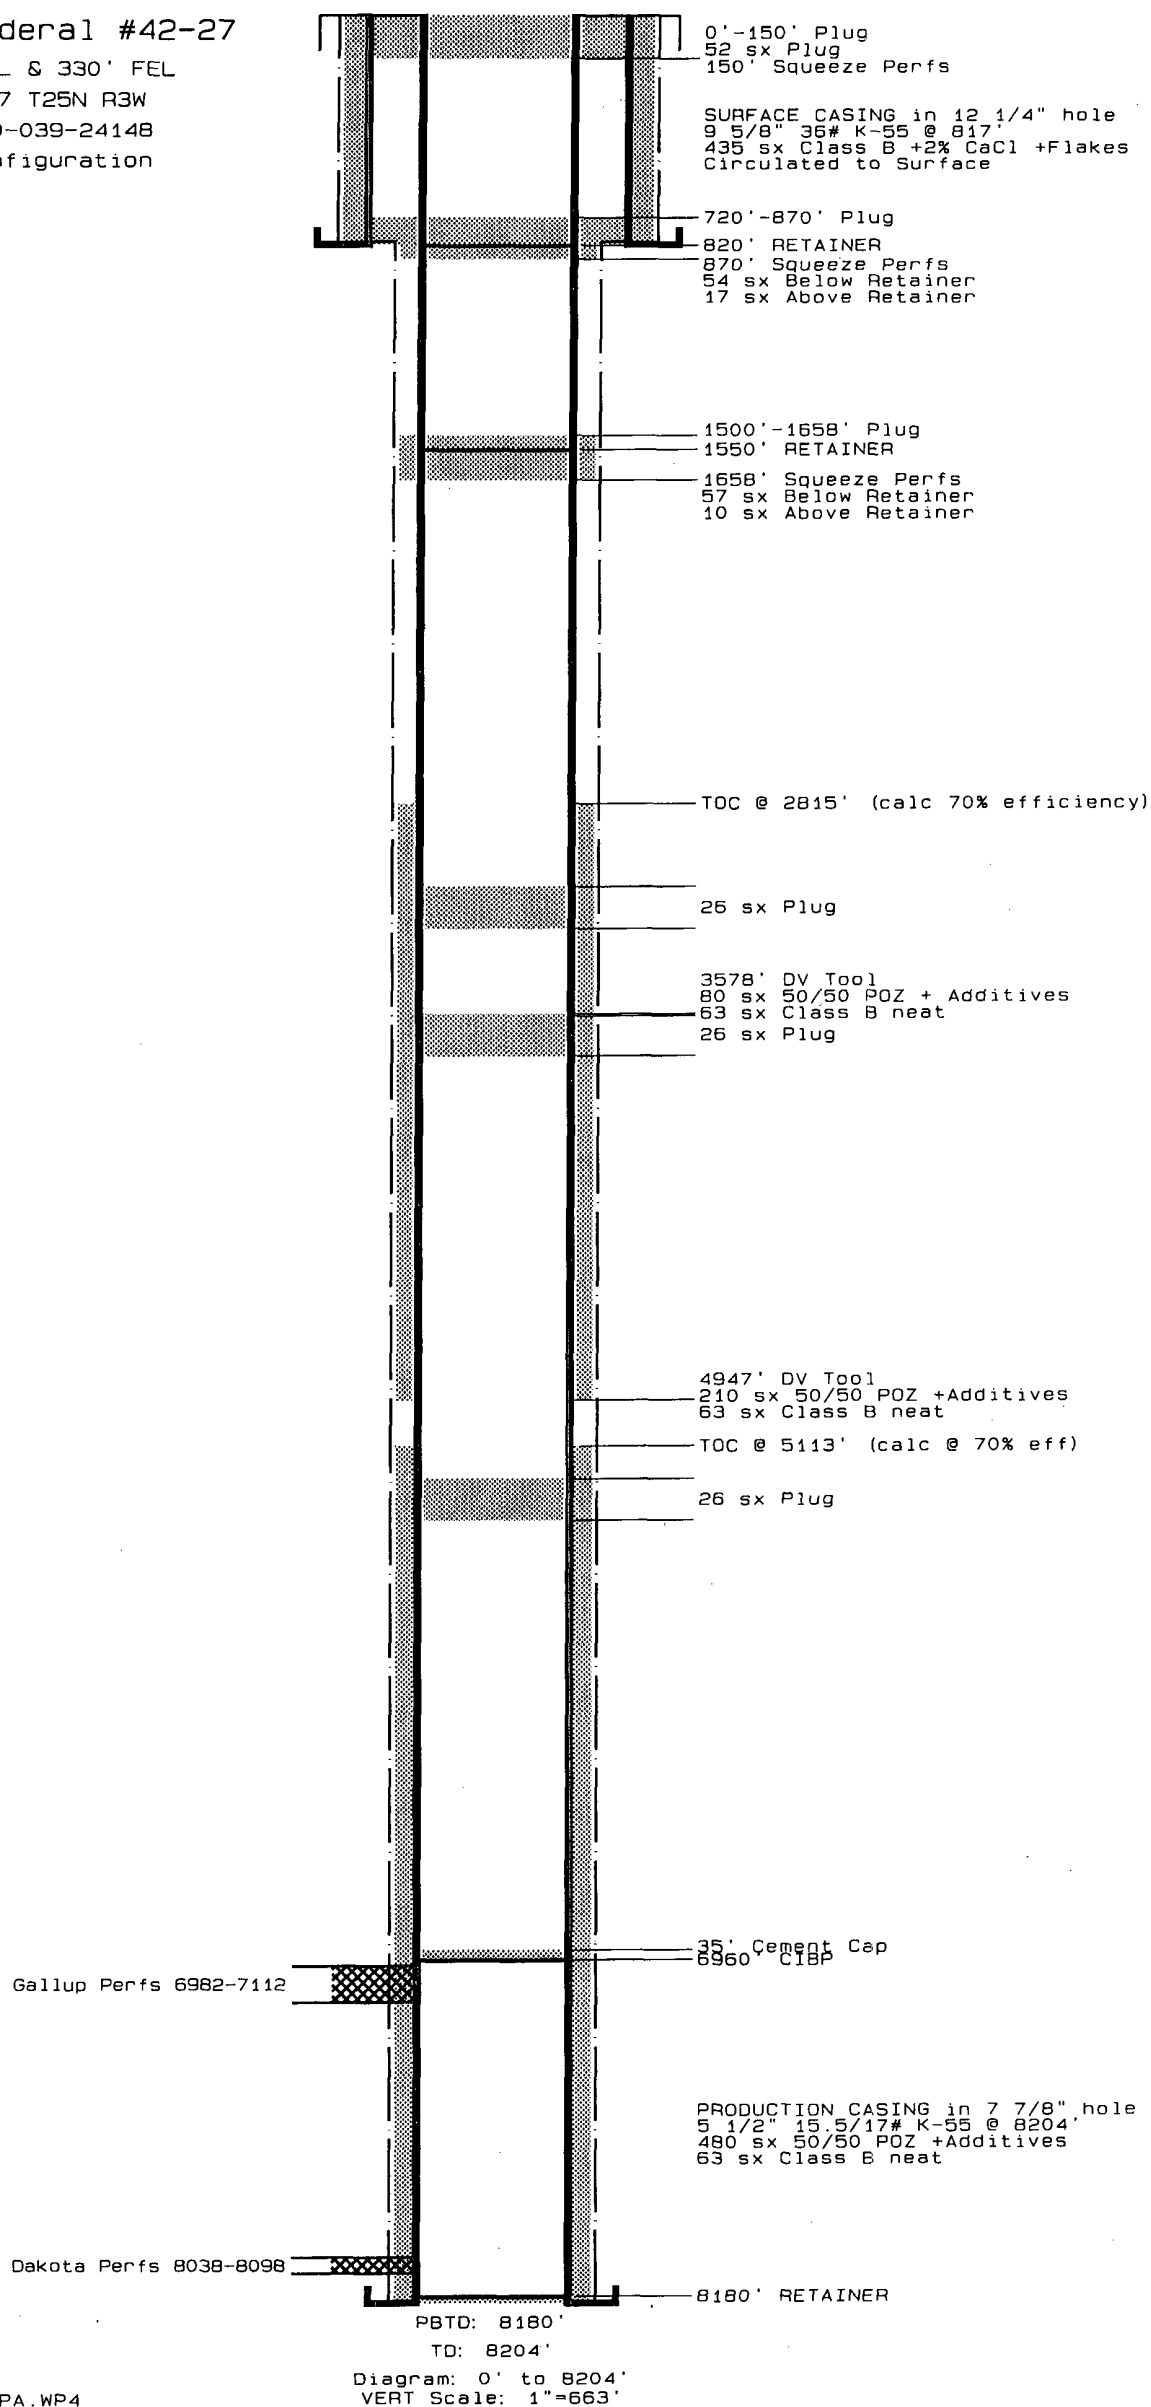 deral #42-27
& 330' FEL
7 T25N R3W
-039-24148
figuration
0'-150' Plug
52 sx Plug
150' Squeeze Perfs
SURFACE CASING in 12 1/4" hole
9 5/8" 36# K-55 @ 817'
435 sx Class B +2% CaCl +Flakes
Circulated to Surface
720'-870' Plug
820' RETAINER
870' Squeeze Perfs
54 sx Below Retainer
17 sx Above Retainer
1500'-1658' Plug
1550' RETAINER
1658' Squeeze Perfs
57 sx Below Retainer
10 sx Above Retainer
TOC @ 2815' (calc 70% efficiency)
26 sx Plug
3578' DV Tool
80 sx 50/50 POZ + Additives
63 sx Class B neat
26 sx Plug
4947' DV Tool
210 sx 50/50 POZ +Additives
63 sx Class B neat
TOC @ 5113' (calc @ 70% eff)
26 sx Plug
35' Cement Cap
6960' CIBP
Gallup Perfs 6982-7112
PRODUCTION CASING in 7 7/8" hole
5 1/2" 15.5/17# K-55 @ 8204'
480 sx 50/50 POZ +Additives
63 sx Class B neat
Dakota Perfs 8038-8098
8180' RETAINER
PBTD: 8180'
TD: 8204'
Diagram: 0' to 8204'
VERT Scale: 1"=663'
PA.WP4